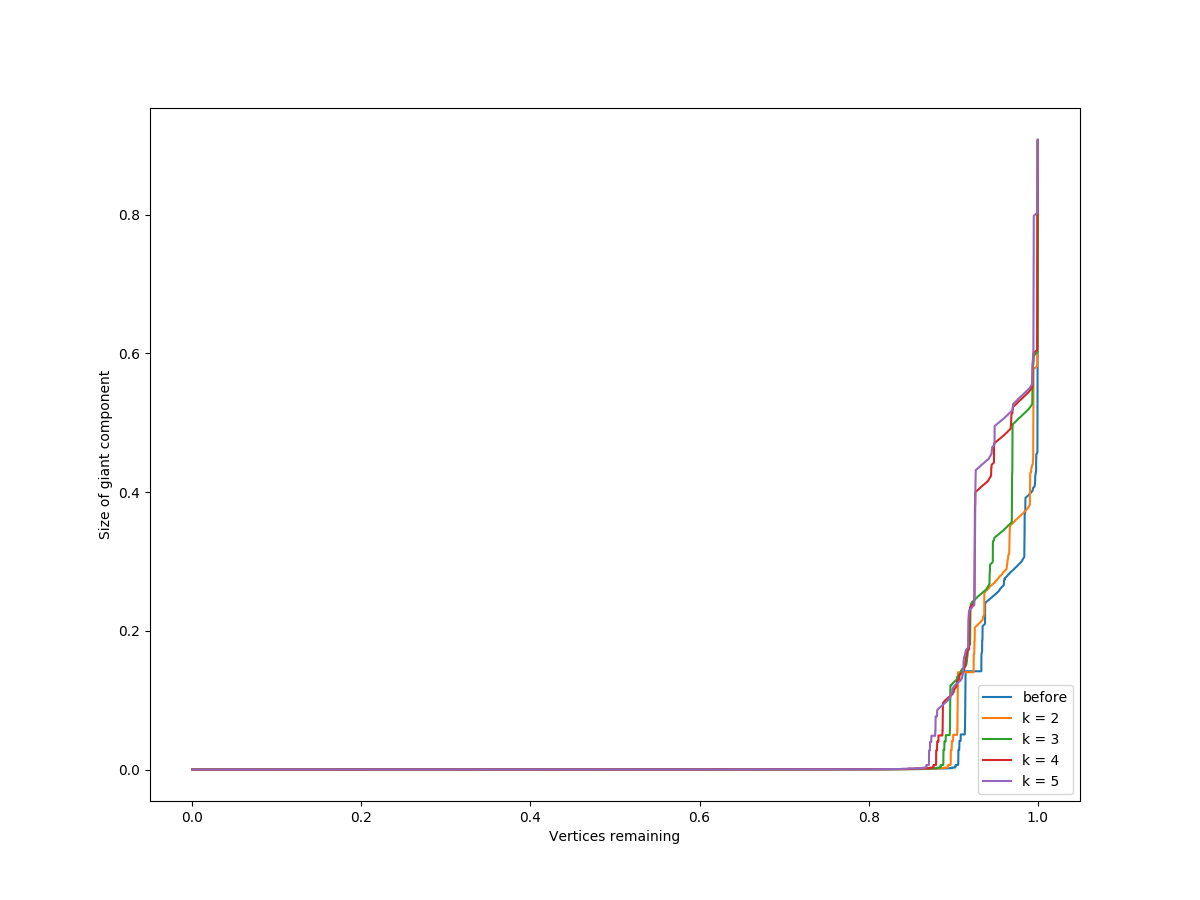 0.8
0.6
0.4
0.2
0.0
Size of giant component
0.0 0.2 0.4 0.6 0.8 1.0
Vertices remaining
before
k = 2
k = 3
k = 4
k = 5